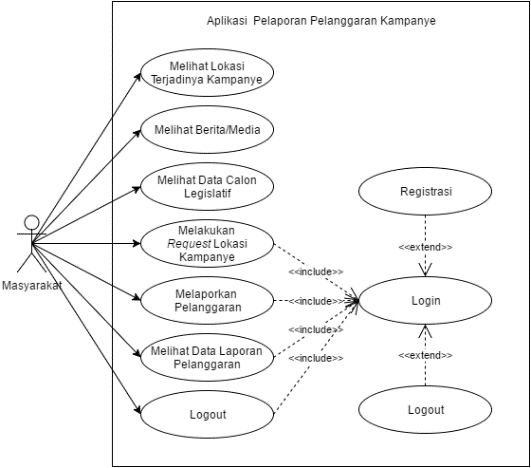 Aplikasi Pelaporan Pelanggaran Kampanye
Melihat Lokasi
Terjadinya Kampanye
Melihat Berita/Media
Melihat Data Calon
Legislatif
Registrasi
Melakukan
Request Lokasi
Kampanye
<<extend>>
Masyarakat
<<include>>
Melaporkan
Pelanggaran
<<include>>
Login
<<include>>
Melihat Data Laporan
Pelanggaran
<<include>>
<<extend>>
Logout
Logout